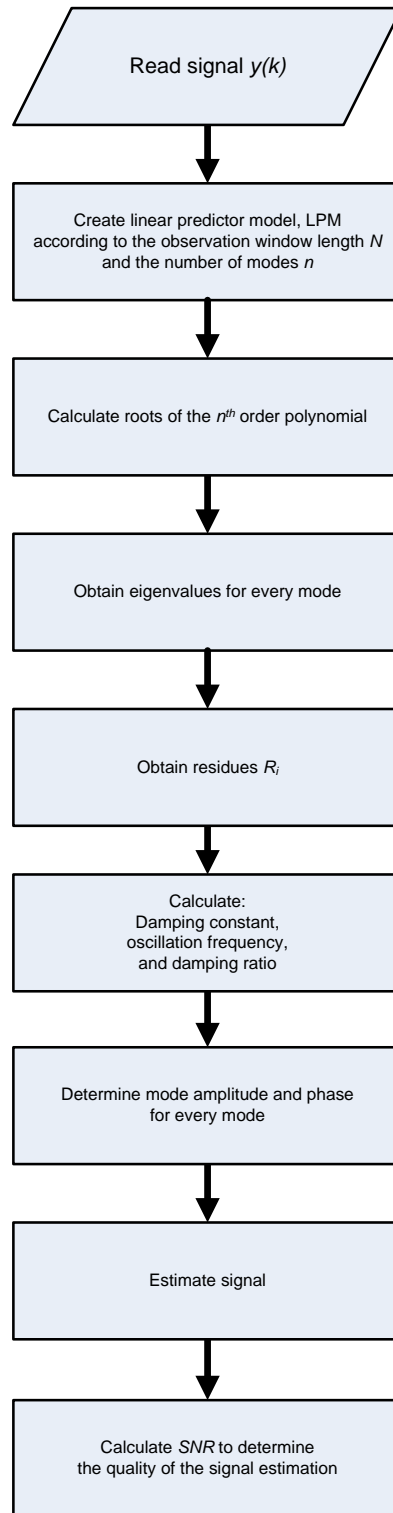 Read signal y(k)
Create linear predictor model, LPM
according to the observation window length N
and the number of modes n
Calculate roots of the nth order polynomial
Obtain eigenvalues for every mode
Obtain residues Ri
Calculate:
Damping constant,
oscillation frequency,
and damping ratio
Determine mode amplitude and phase
for every mode
Estimate signal
Calculate SNR to determine
the quality of the signal estimation